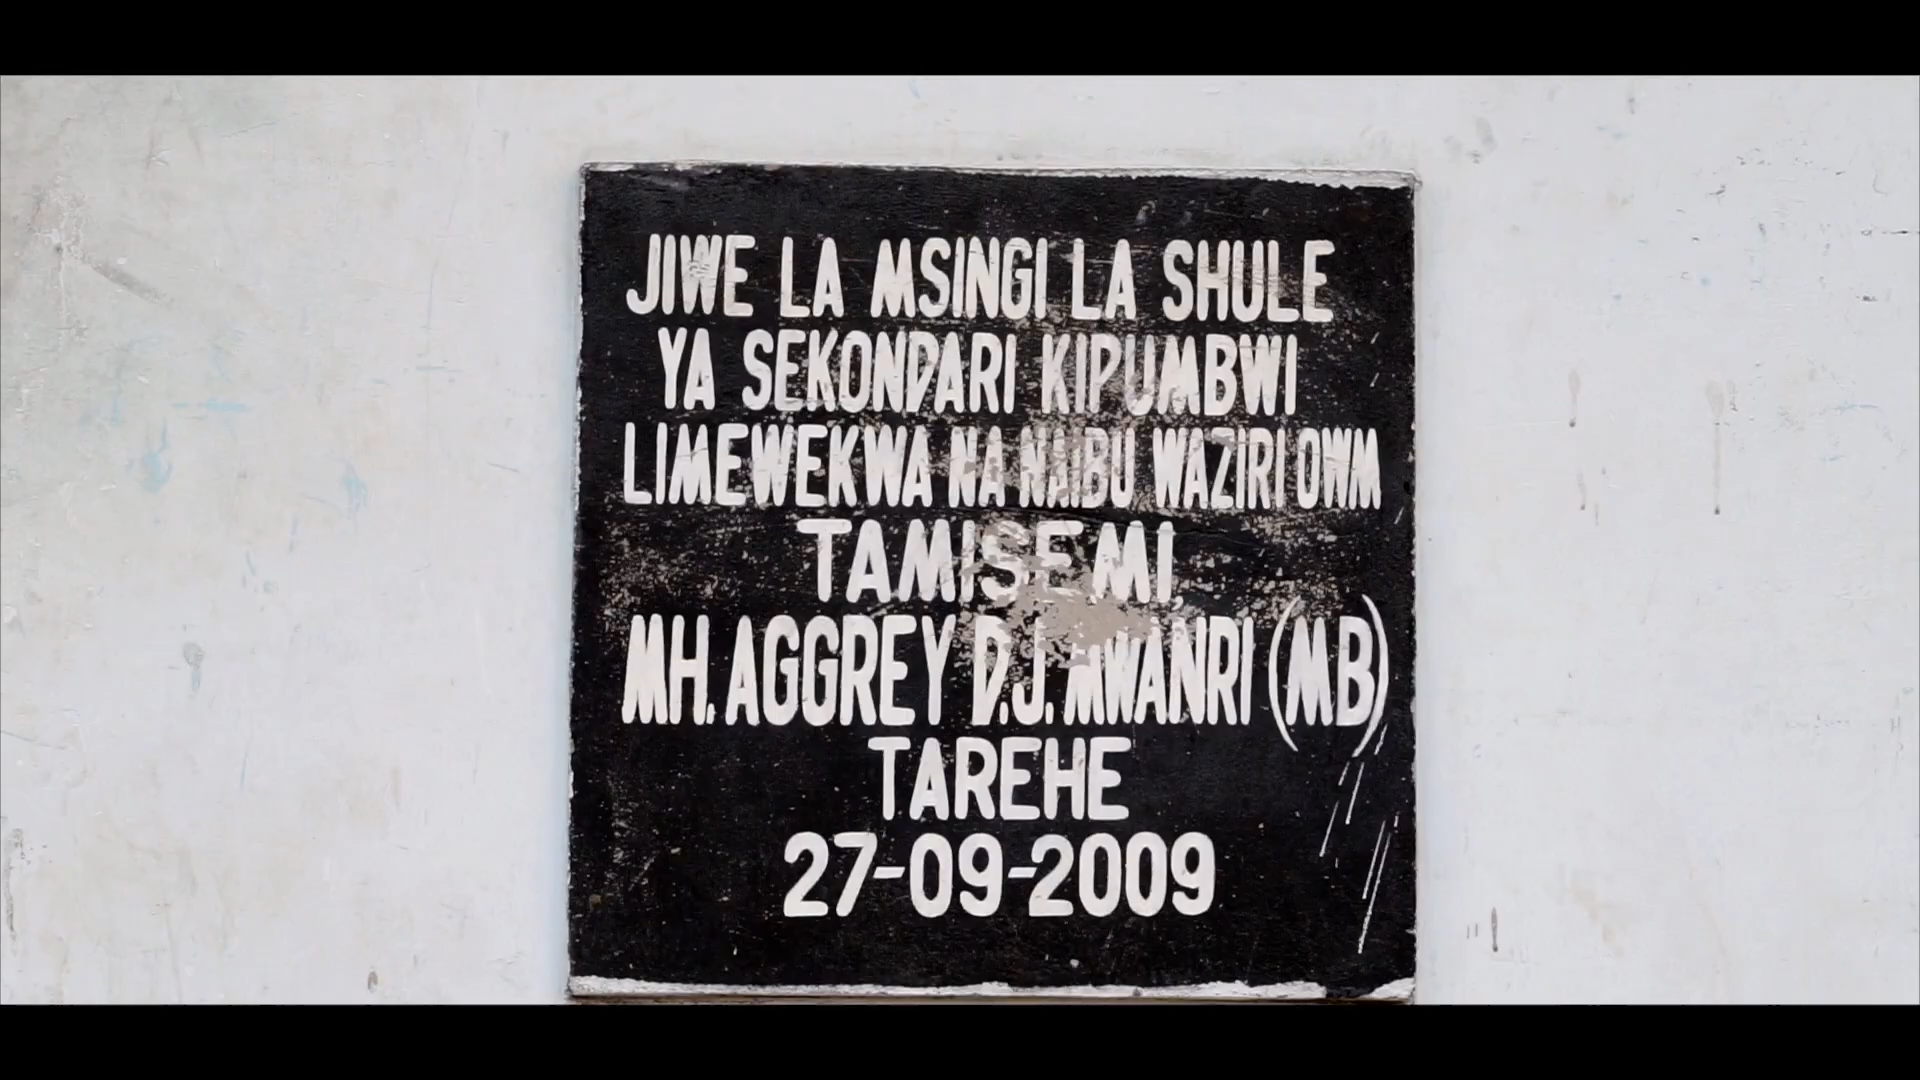 JIWE LA MSINGI LA SHULE
YA SEKONDARI KIPUMBWI
LIMEWEKWA NA NAIBU WAZIRI OWM
TAMISEMI,
MH. AGGREY D.J. MWANRI (MB)
TAREHE
27-09-2009